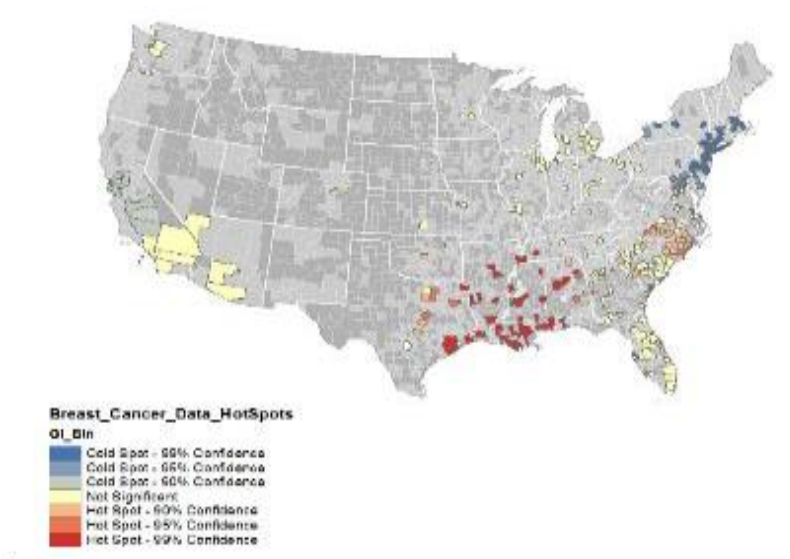 Breast_Cancer_Data_HotSpots
Gi_Bin
Cold Spot - 99% Confidence
Cold Spot - 95% Confidence
Cold Spot - 90% Confidence
Not Significant
Hot Spot - 90% Confidence
Hot Spot - 95% Confidence
Hot Spot - 99% Confidence